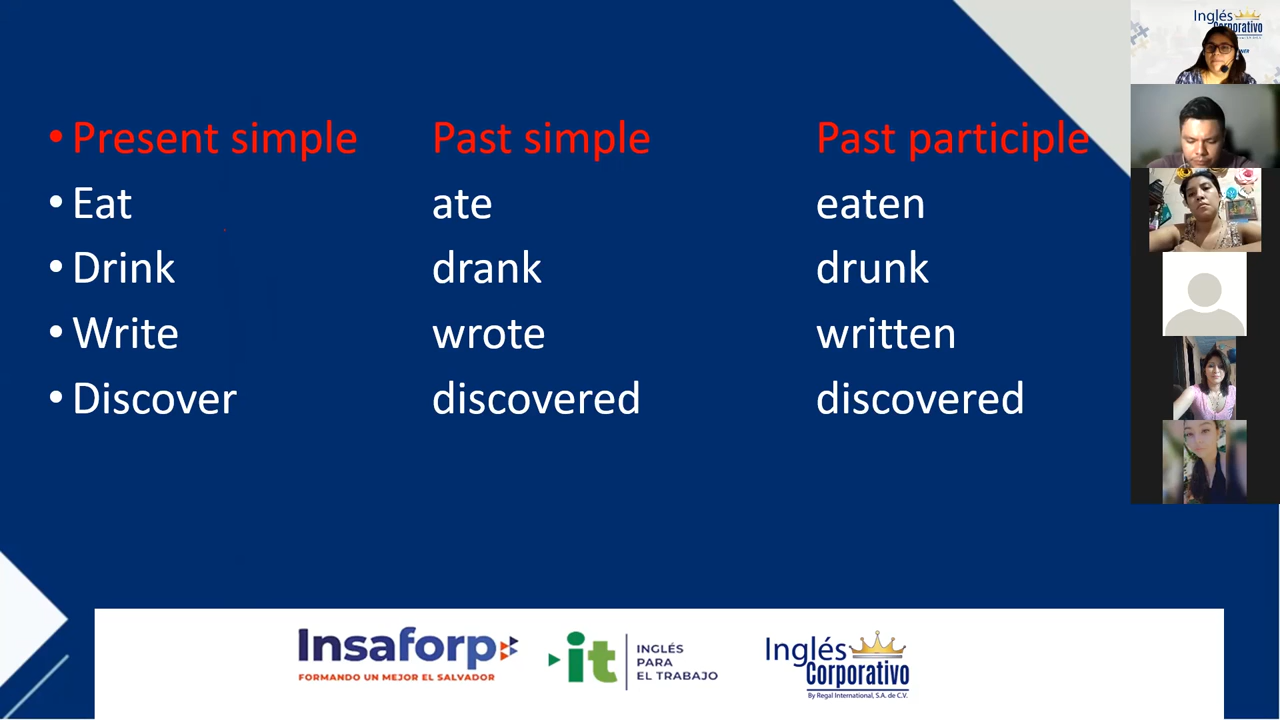 • Present simple Past simple Past participle
• Eat ate eaten
• Drink drank drunk
• Write wrote written
• Discover discovered discovered
Insaforp
FORMANDO UN MEJOR EL SALVADOR
it
INGLÉS
PARA
EL TRABAJO
Inglés
Corporativo
By Regal International, S.A. de C.V.
Inglés
Corporativo